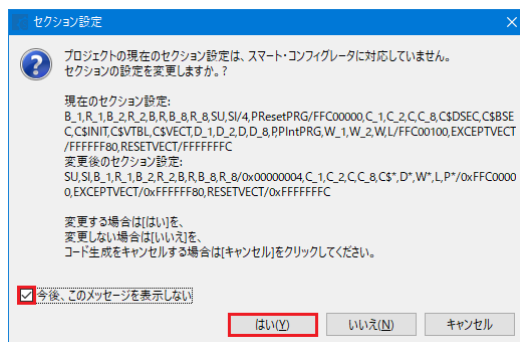 セクション設定
プロジェクトの現在のセクション設定は、スマート・コンフィグレータに対応していません。
セクションの設定を変更しますか。?
現在のセクション設定:
B_1,R_1,B_2,R_2,B,R,B_8,R_8,SU,SI/4,PResetPRG/FFC00000,C_1,C_2,C,C_8,C$DSEC,C$BSE
C,C$INIT,C$VTBL,C$VECT,D_1,D_2,D,D_8,P,PIntPRG,W_1,W_2,W,L/FFC00100,EXCEPTVECT
/FFFFFF80,RESETVECT/FFFFFFFC
変更後のセクション設定:
SU,SI,B_1,R_1,B_2,R_2,B,R,B_8,R_8/0x00000004,C_1,C_2,C,C_8,C$*,D*,W*,L,P*/0xFFC0000
0,EXCEPTVECT/0xFFFFFF80,RESETVECT/0xFFFFFFFC
変更する場合は[はい]を、
変更しない場合は[いいえ]を、
コード生成をキャンセルする場合は[キャンセル]をクリックしてください。
今後、このメッセージを表示しない
はい(Y) いいえ(N) キャンセル